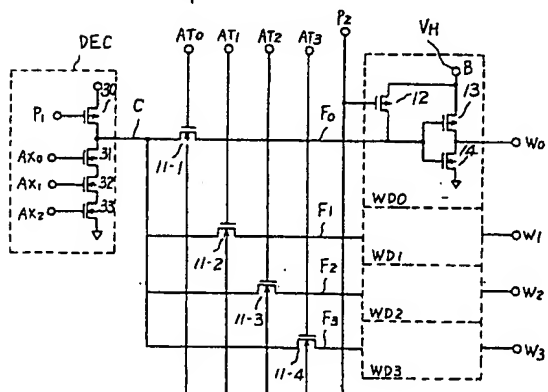 DEC
AT0 AT1 AT2 AT3 P2
VH
B
30
P1
C
12
13
F0
W0
AX0
31
11-1
14
AX1
32
AX2
33
WD0
F1
11-2
W1
WD1
F2
11-3
W2
WD2
F3
11-4
W3
WD3